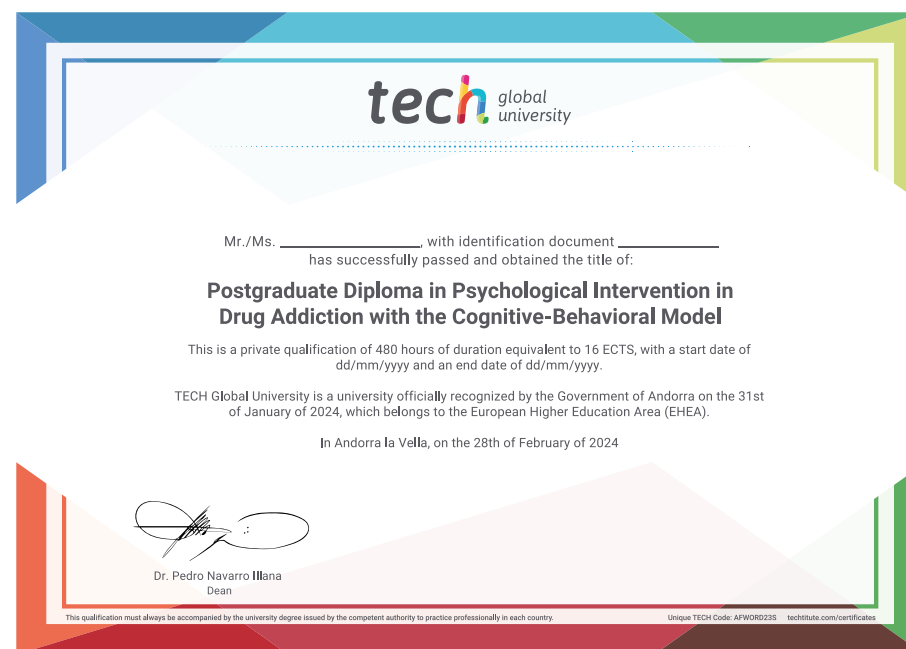 tech global
university
Mr./Ms. ____________, with identification document ____________
has successfully passed and obtained the title of:
Postgraduate Diploma in Psychological Intervention in
Drug Addiction with the Cognitive-Behavioral Model
This is a private qualification of 480 hours of duration equivalent to 16 ECTS, with a start date of
dd/mm/yyyy and an end date of dd/mm/yyyy.
TECH Global University is a university officially recognized by the Government of Andorra on the 31st
of January of 2024, which belongs to the European Higher Education Area (EHEA).
In Andorra la Vella, on the 28th of February of 2024
Dr. Pedro Navarro Illana
Dean
This qualification must always be accompanied by the university degree issued by the competent authority to practice professionally in each country.
Unique TECH Code: AFWORD23S techtitute.com/certificates